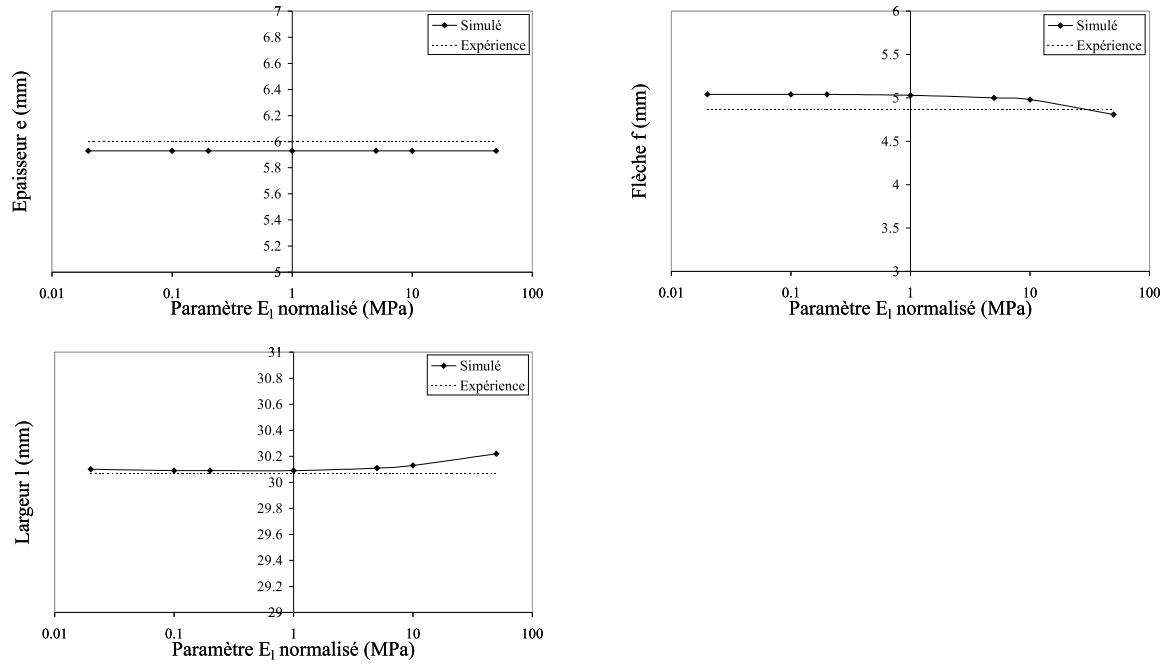 7
6.8
6.6
6.4
6.2
6
5.8
5.6
5.4
5.2
5
Epaisseur e (mm)
0.01 0.1 1 10 100
Paramètre El normalisé (MPa)
Simulé
Expérience
6
5.5
5
4.5
4
3.5
3
Flèche f (mm)
0.01 0.1 1 10 100
Paramètre El normalisé (MPa)
Simulé
Expérience
31
30.8
30.6
30.4
30.2
30
29.8
29.6
29.4
29.2
29
Largeur l (mm)
0.01 0.1 1 10 100
Paramètre El normalisé (MPa)
Simulé
Expérience